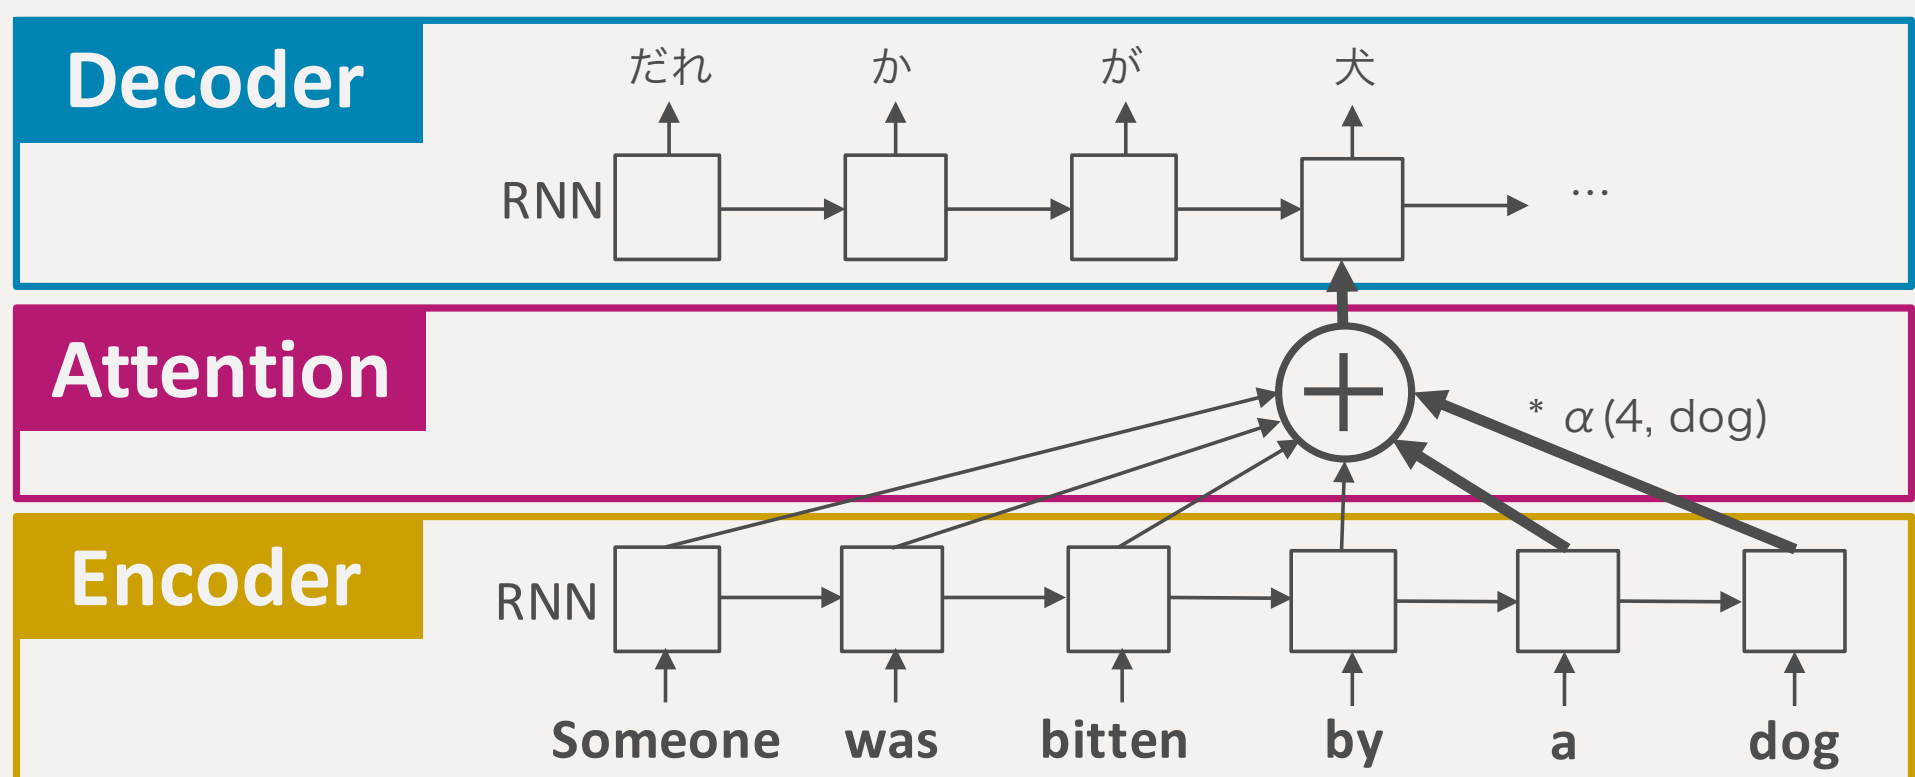 Decoder
だれ か が 犬
RNN ...
Attention
* α(4, dog)
Encoder
RNN
Someone was bitten by a dog